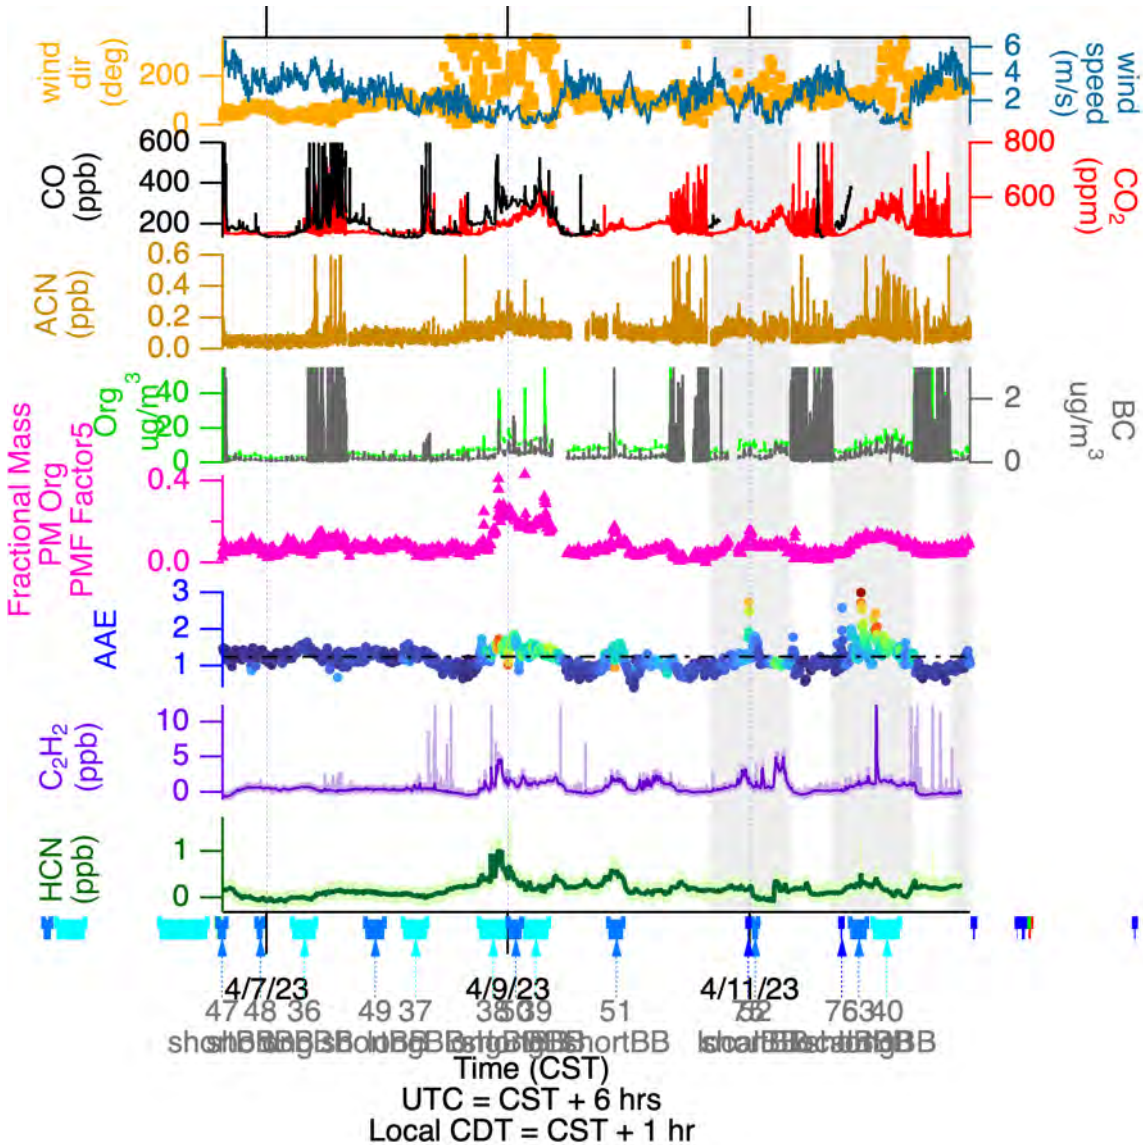 wind
dir
(deg)
200
0
6
4
2
wind
speed
(m/s)
CO
(ppb)
600
400
200
800
600
CO₂
(ppm)
ACN
(ppb)
0.6
0.4
0.2
0.0
Org
ug/m³
40
20
0
2
0
BC
ug/m³
Fractional Mass
PM Org
PMF Factor5
0.4
0.0
AAE
3
2
1
C₂H₂
(ppb)
10
5
0
HCN
(ppb)
1
0
4/7/23
4/9/23
4/11/23
47 48 36 49 37 38 50 39 51 40
shortBB
Time (CST)
UTC = CST + 6 hrs
Local CDT = CST + 1 hr